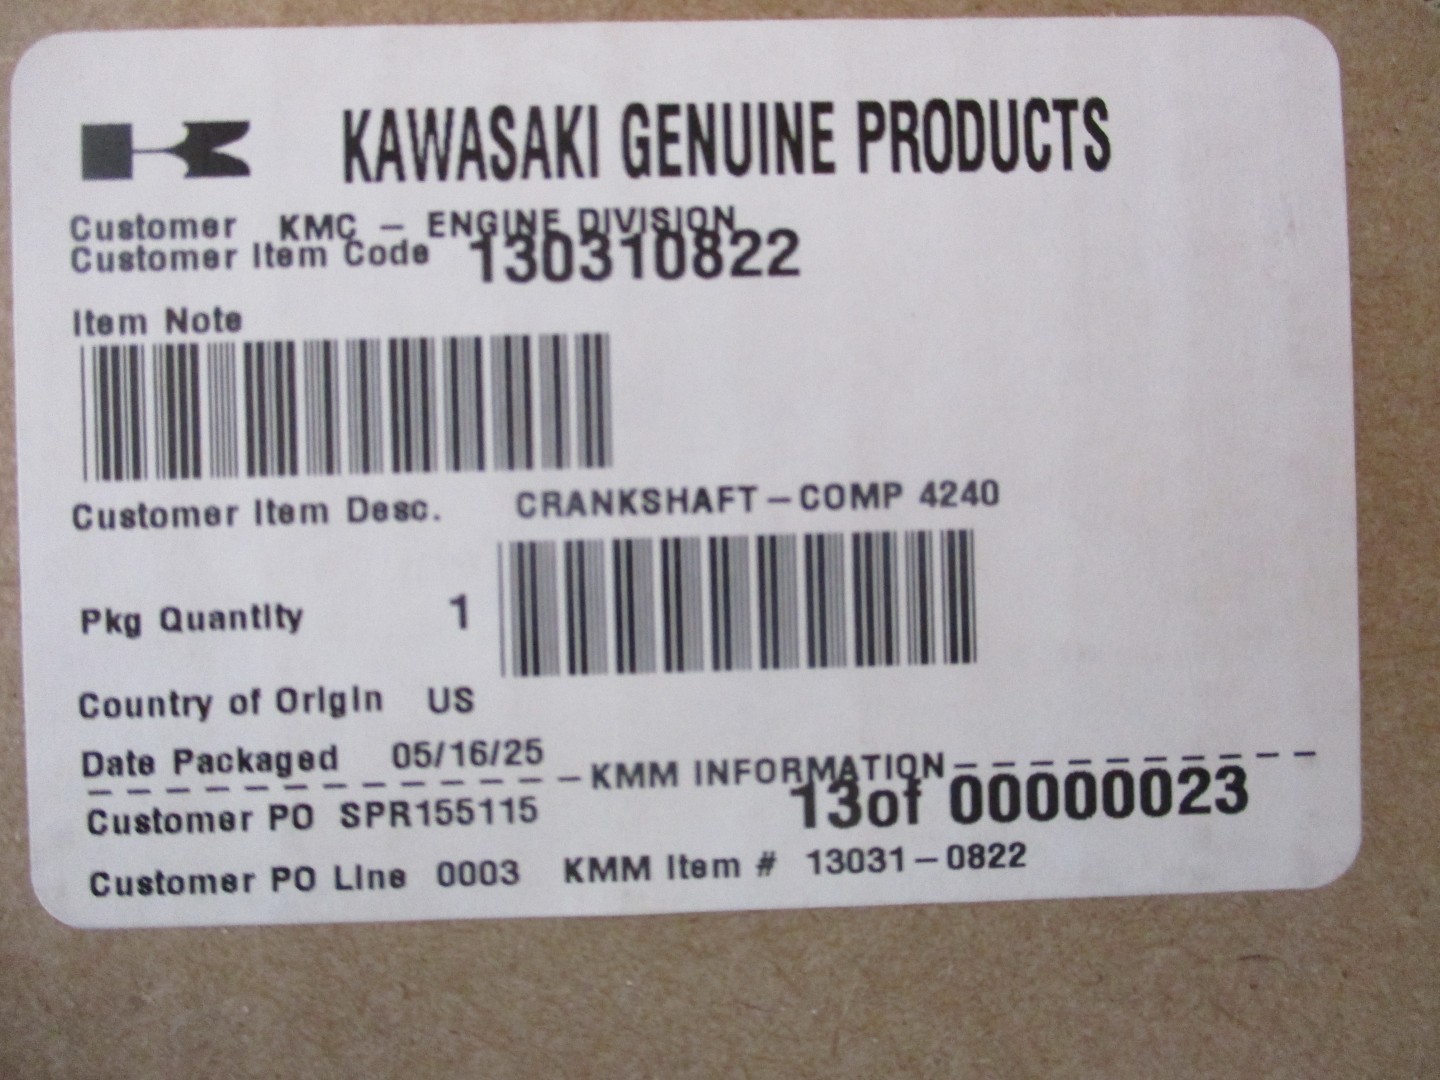 KAWASAKI GENUINE PRODUCTS
Customer KMC - ENGINE DIVISION
Customer Item Code 130310822
Item Note
Customer Item Desc. CRANKSHAFT-COMP 4240
Pkg Quantity 1
Country of Origin US
Date Packaged 05/16/25
KMM INFORMATION
Customer PO SPR155115 13of 00000023
Customer PO Line 0003 KMM Item # 13031-0822